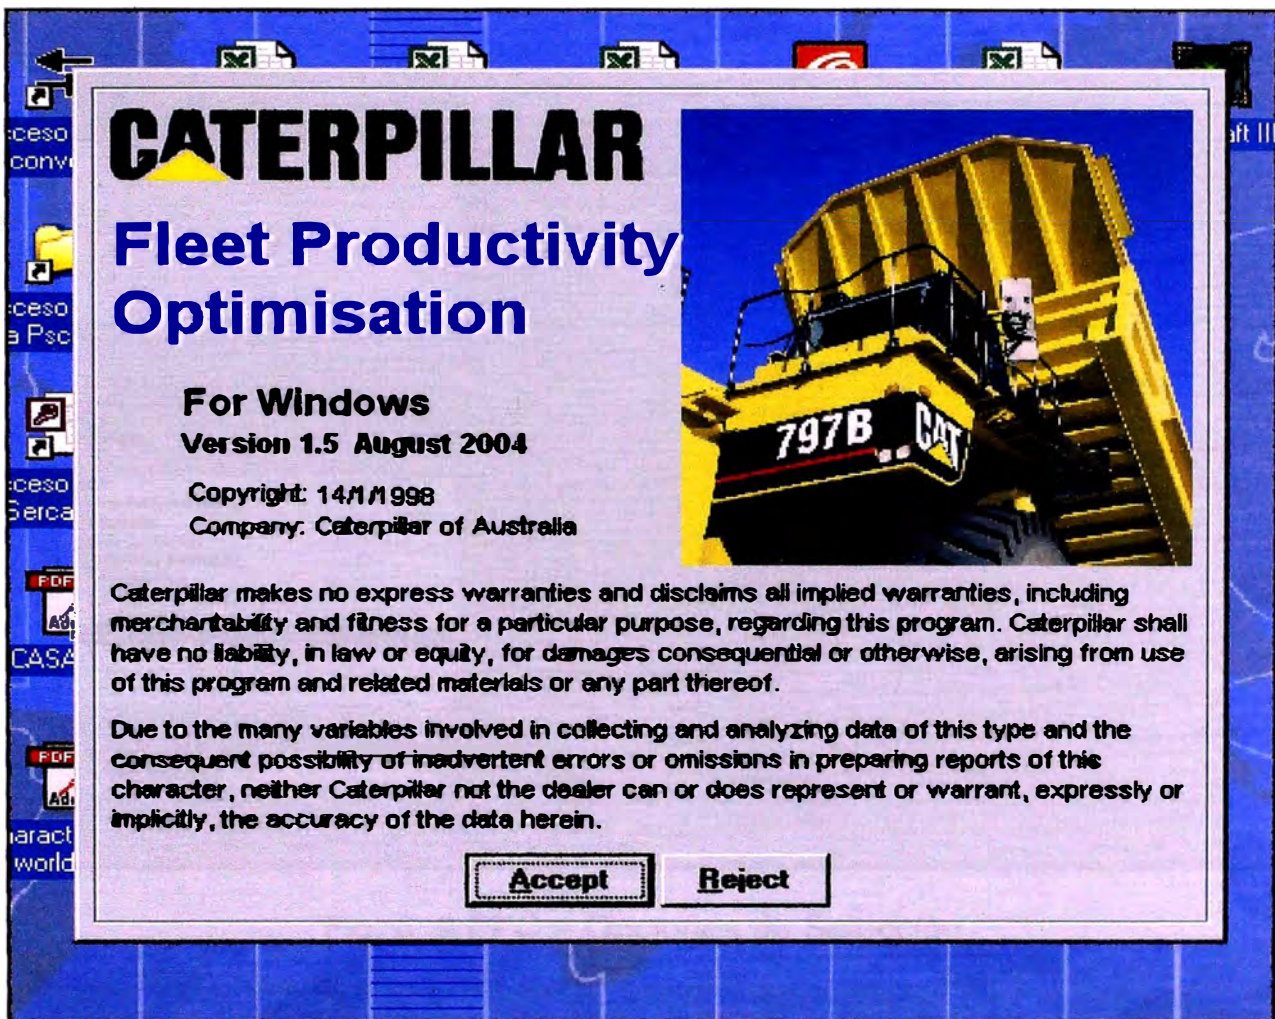 CATERPILLAR
Fleet Productivity
Optimisation
For Windows
Version 1.5 August 2004
Copyright: 14/1/1998
Company: Caterpillar of Australia
797B CAT
Caterpillar makes no express warranties and disclaims all implied warranties, including
merchantability and fitness for a particular purpose, regarding this program. Caterpillar shall
have no liability, in law or equity, for damages consequential or otherwise, arising from use
of this program and related materials or any part thereof.
Due to the many variables involved in collecting and analyzing data of this type and the
consequent possibility of inadvertent errors or omissions in preparing reports of this
character, neither Caterpillar not the dealer can or does represent or warrant, expressly or
implicitly, the accuracy of the data herein.
Accept Reject
ceso
conve
aft III
ceso
a Psc
ceso
Serca
PDF
CASA
PDF
aract
world